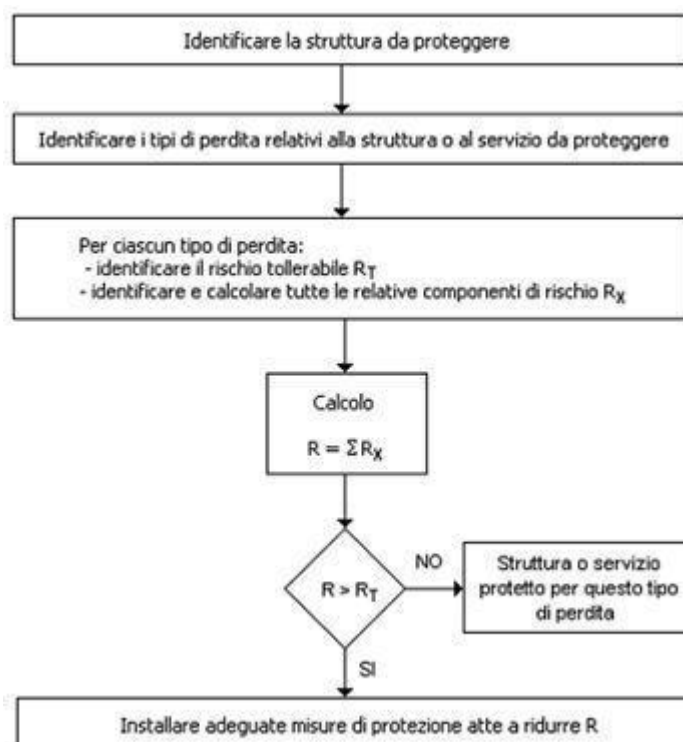 Identificare la struttura da proteggere
Identificare i tipi di perdita relativi alla struttura o al servizio da proteggere
Per ciascun tipo di perdita:
- identificare il rischio tollerabile RT
- identificare e calcolare tutte le relative componenti di rischio RX
Calcolo
R = ΣRX
R > RT
NO
Struttura o servizio
protetto per questo tipo
di perdita
SI
Installare adeguate misure di protezione atte a ridurre R